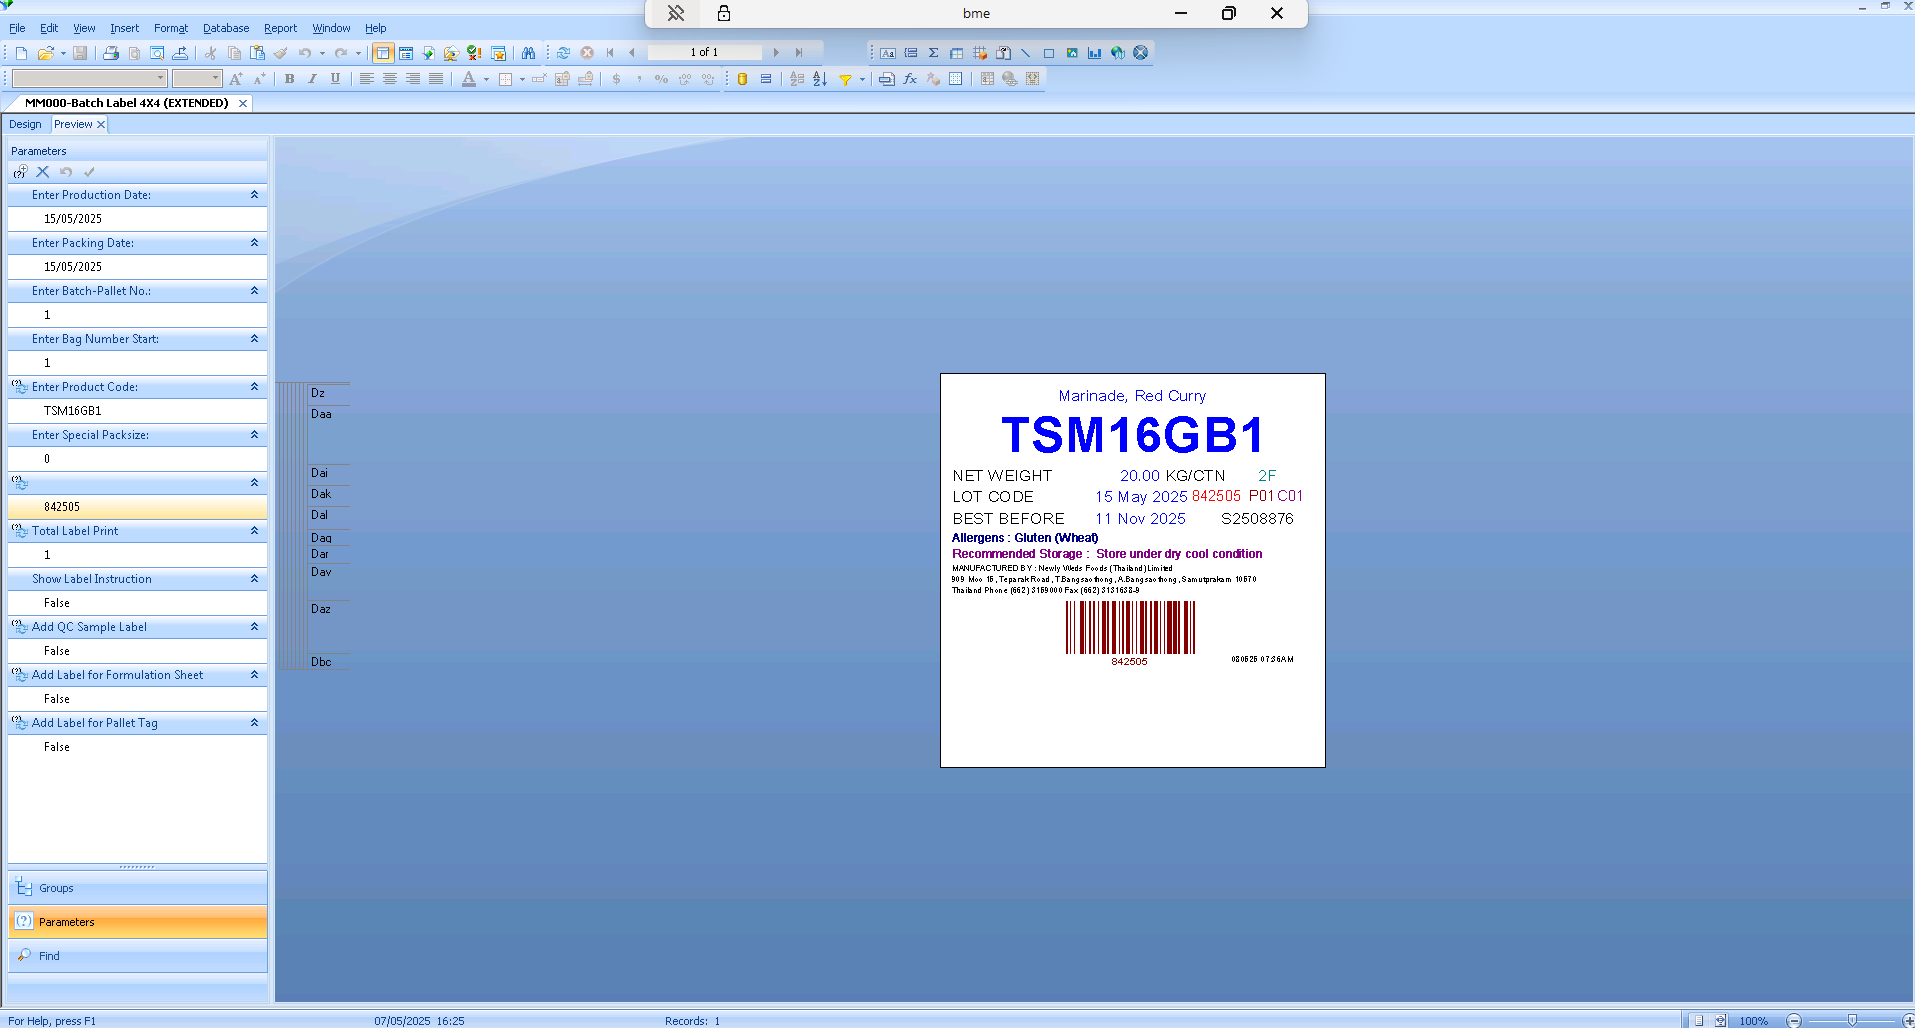 bme
File Edit View Insert Format Database Report Window Help
1 of 1
MM000-Batch Label 4X4 (EXTENDED)
Design Preview
Parameters
Enter Production Date:
15/05/2025
Enter Packing Date:
15/05/2025
Enter Batch-Pallet No.:
1
Enter Bag Number Start:
1
Enter Product Code:
TSM16GB1
Enter Special Packsize:
0
842505
Total Label Print
1
Show Label Instruction
False
Add QC Sample Label
False
Add Label for Formulation Sheet
False
Add Label for Pallet Tag
False
Groups
Parameters
Find
Dz
Daa
Dai
Dak
Dal
Daq
Dar
Dav
Daz
Dbc
Marinade, Red Curry
TSM16GB1
NET WEIGHT 20.00 KG/CTN 2F
LOT CODE 15 May 2025 842505 P01 C01
BEST BEFORE 11 Nov 2025 S2508876
Allergens : Gluten (Wheat)
Recommended Storage : Store under dry cool condition
MANUFACTURED BY : Newly Weds Foods (Thailand) Limited
909 Moo 15, Teparak Road, T.Bangsaothong, A.Bangsaothong, Samutprakarn 10570
Thailand Phone (662) 3159000 Fax (662) 3131638-9
842505
For Help, press F1 07/05/2025 16:25 Records: 1 100%